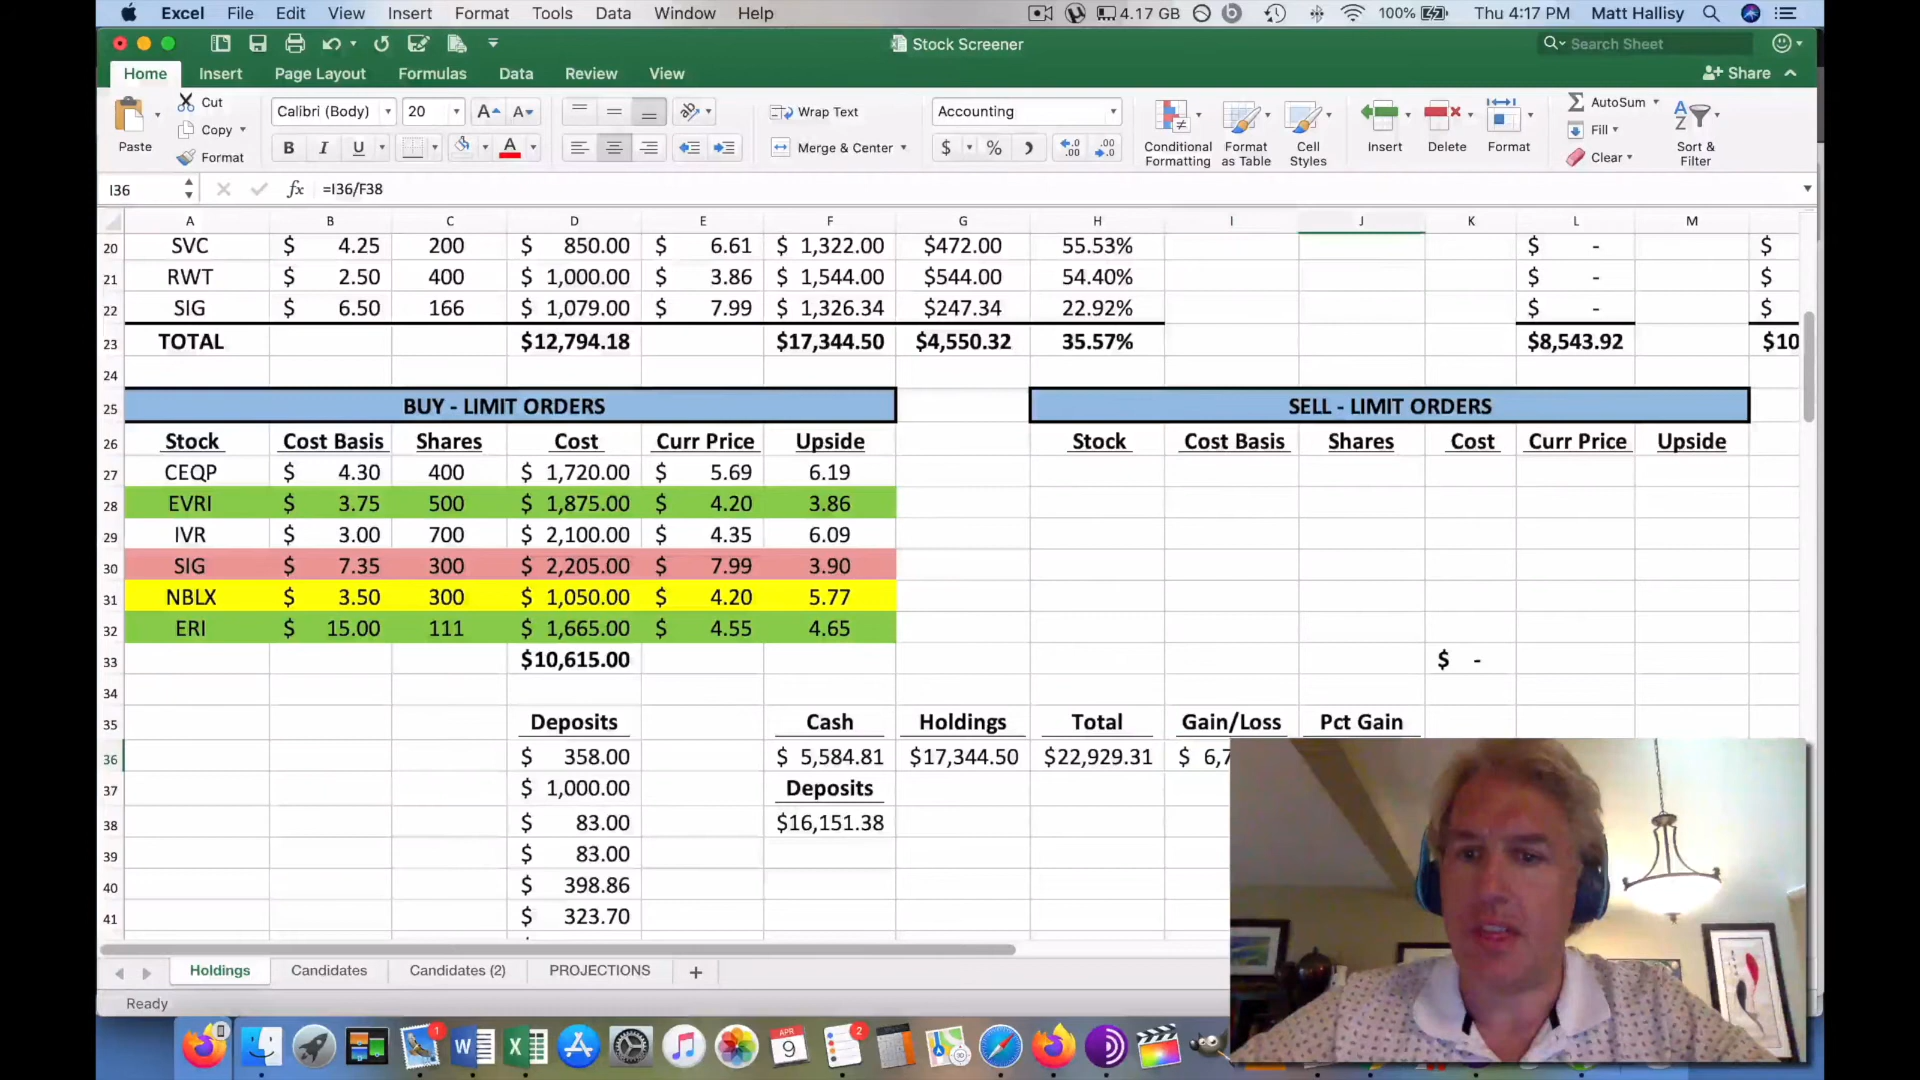 Excel File Edit View Insert Format Tools Data Window Help 4.17 GB 100% Thu 4:17 PM Matt Hallisy
Stock Screener Search Sheet
Home Insert Page Layout Formulas Data Review View Share
Paste Cut Copy Format
Calibri (Body) 20 A A
B I U A
Wrap Text
Merge & Center
Accounting
$ % .00 .0
Conditional Formatting Format as Table Cell Styles Insert Delete Format
AutoSum Fill Clear Sort & Filter
I36 fx =I36/F38
A B C D E F G H I J K L M
20 SVC $ 4.25 200 $ 850.00 $ 6.61 $ 1,322.00 $472.00 55.53% $ - $
21 RWT $ 2.50 400 $ 1,000.00 $ 3.86 $ 1,544.00 $544.00 54.40% $ - $
22 SIG $ 6.50 166 $ 1,079.00 $ 7.99 $ 1,326.34 $247.34 22.92% $ - $
23 TOTAL $12,794.18 $17,344.50 $4,550.32 35.57% $8,543.92 $10
24
25 BUY - LIMIT ORDERS SELL - LIMIT ORDERS
26 Stock Cost Basis Shares Cost Curr Price Upside Stock Cost Basis Shares Cost Curr Price Upside
27 CEQP $ 4.30 400 $ 1,720.00 $ 5.69 6.19
28 EVRI $ 3.75 500 $ 1,875.00 $ 4.20 3.86
29 IVR $ 3.00 700 $ 2,100.00 $ 4.35 6.09
30 SIG $ 7.35 300 $ 2,205.00 $ 7.99 3.90
31 NBLX $ 3.50 300 $ 1,050.00 $ 4.20 5.77
32 ERI $ 15.00 111 $ 1,665.00 $ 4.55 4.65
33 $10,615.00 $ -
34
35 Deposits Cash Holdings Total Gain/Loss Pct Gain
36 $ 358.00 $ 5,584.81 $17,344.50 $22,929.31 $ 6,7
37 $ 1,000.00 Deposits
38 $ 83.00 $16,151.38
39 $ 83.00
40 $ 398.86
41 $ 323.70
Holdings Candidates Candidates (2) PROJECTIONS +
Ready
1 W X APR 9 2